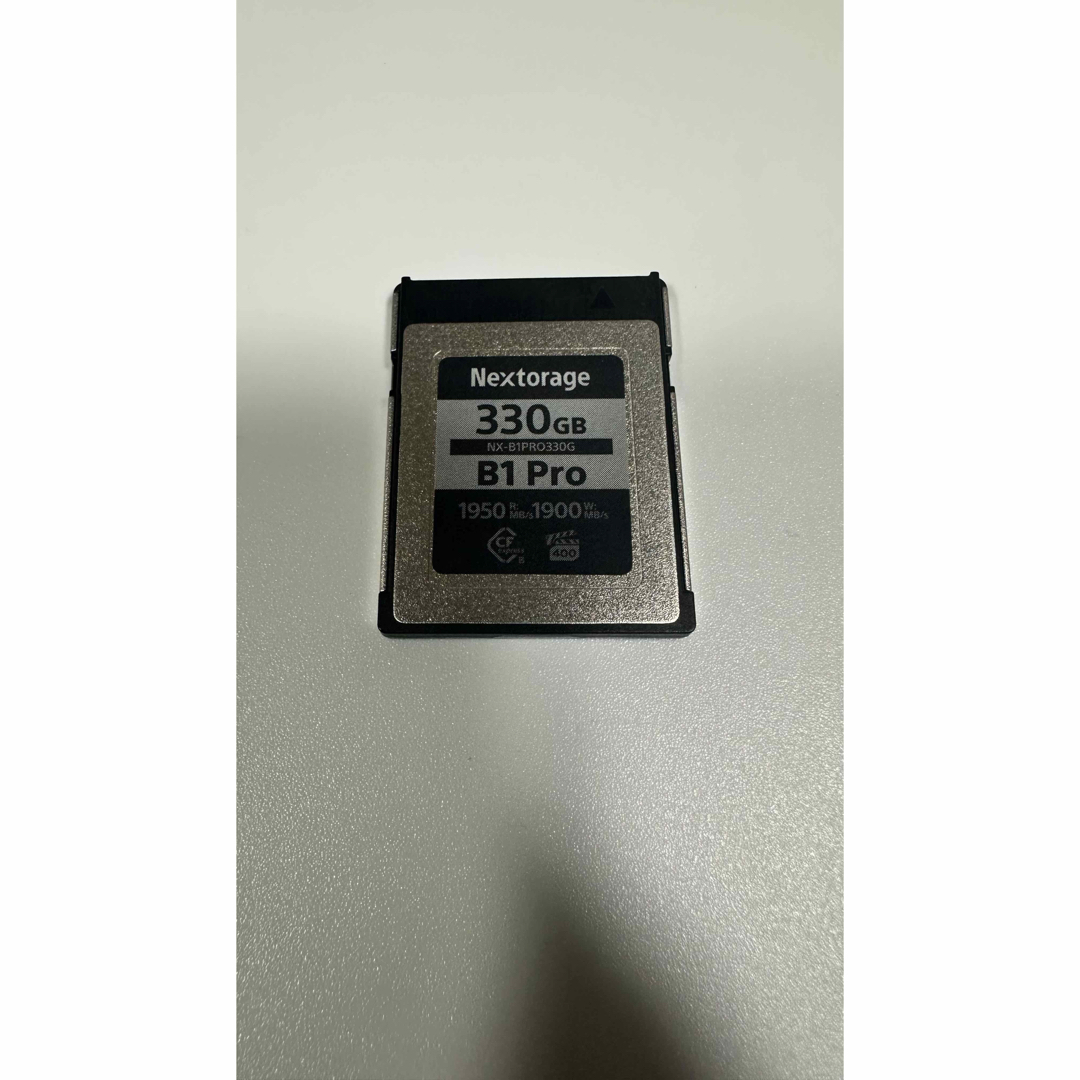 Nextorage
330GB
NX-B1PRO330G
B1 Pro
1950 R: MB/s 1900 W: MB/s
CF express B 400